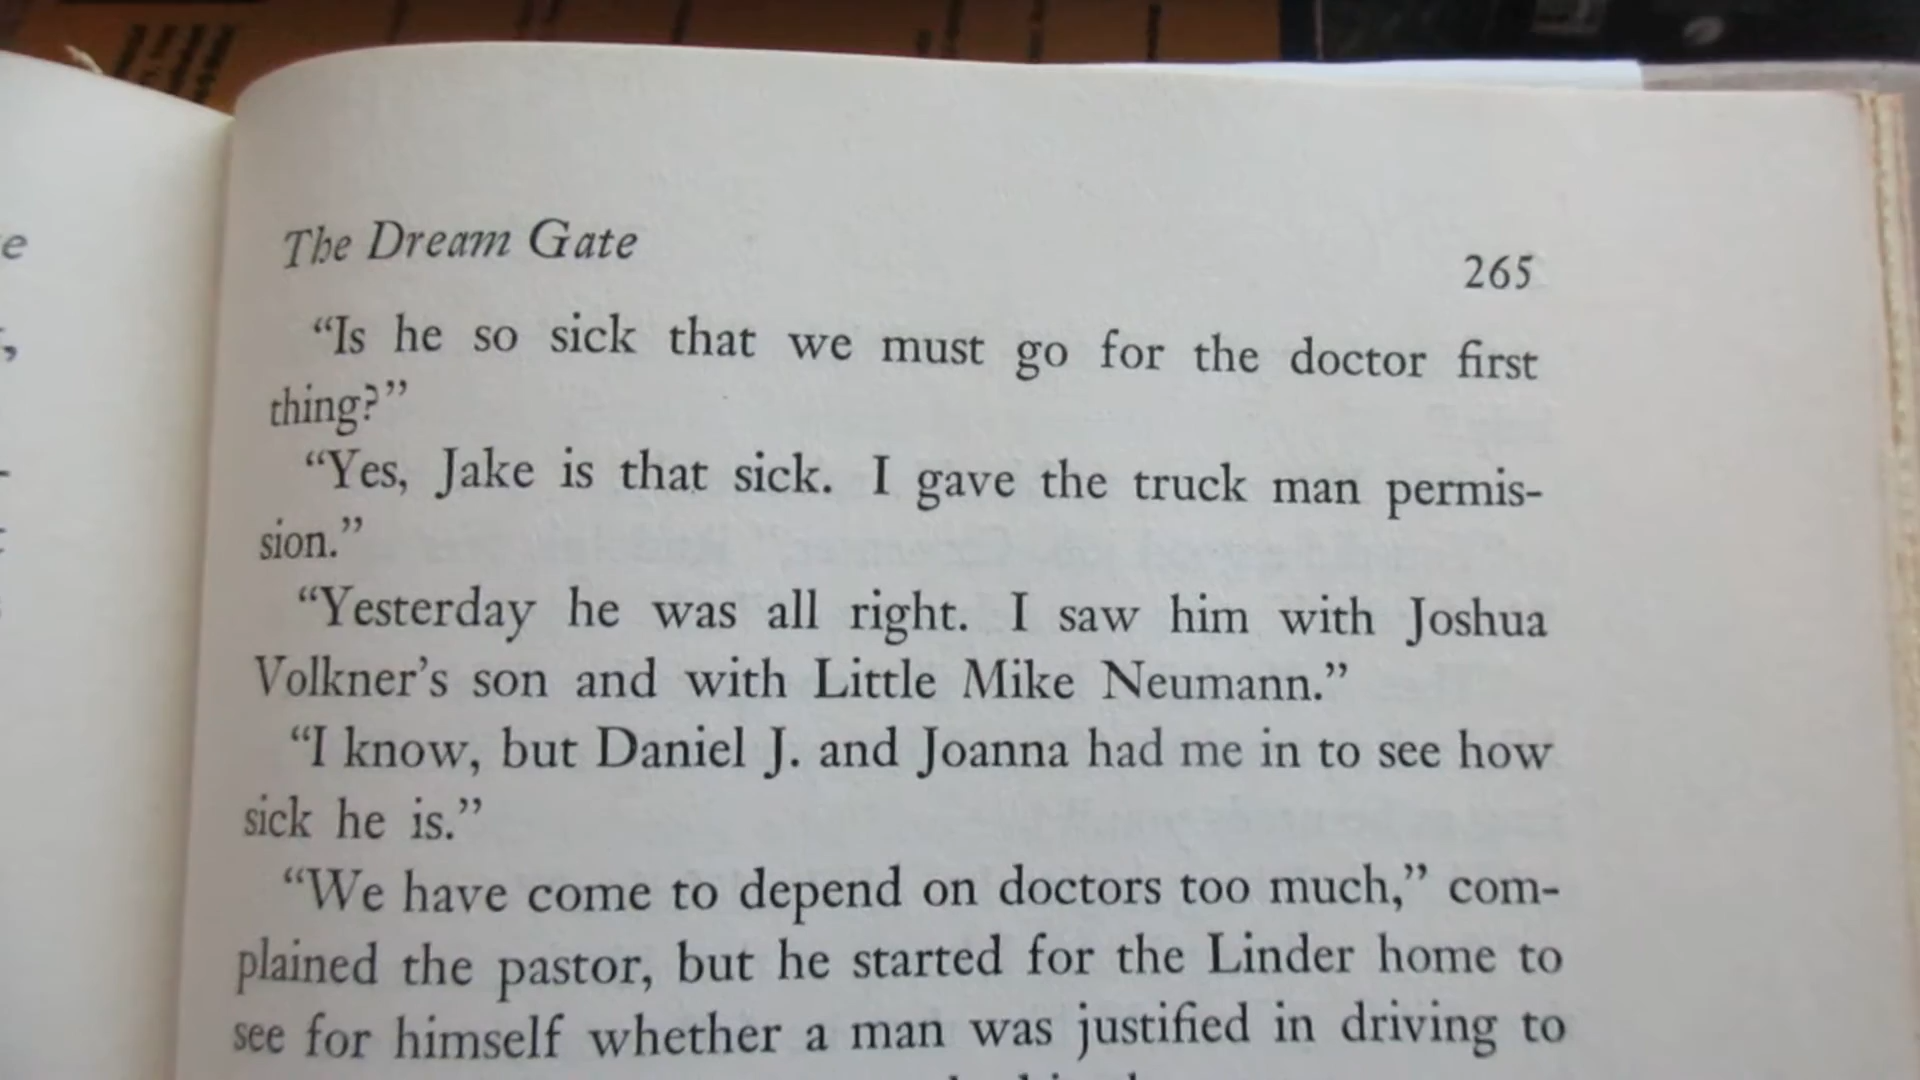 The Dream Gate 265
“Is he so sick that we must go for the doctor first
thing?”
“Yes, Jake is that sick. I gave the truck man permis-
sion.”
“Yesterday he was all right. I saw him with Joshua
Volkner’s son and with Little Mike Neumann.”
“I know, but Daniel J. and Joanna had me in to see how
sick he is.”
“We have come to depend on doctors too much,” com-
plained the pastor, but he started for the Linder home to
see for himself whether a man was justified in driving to